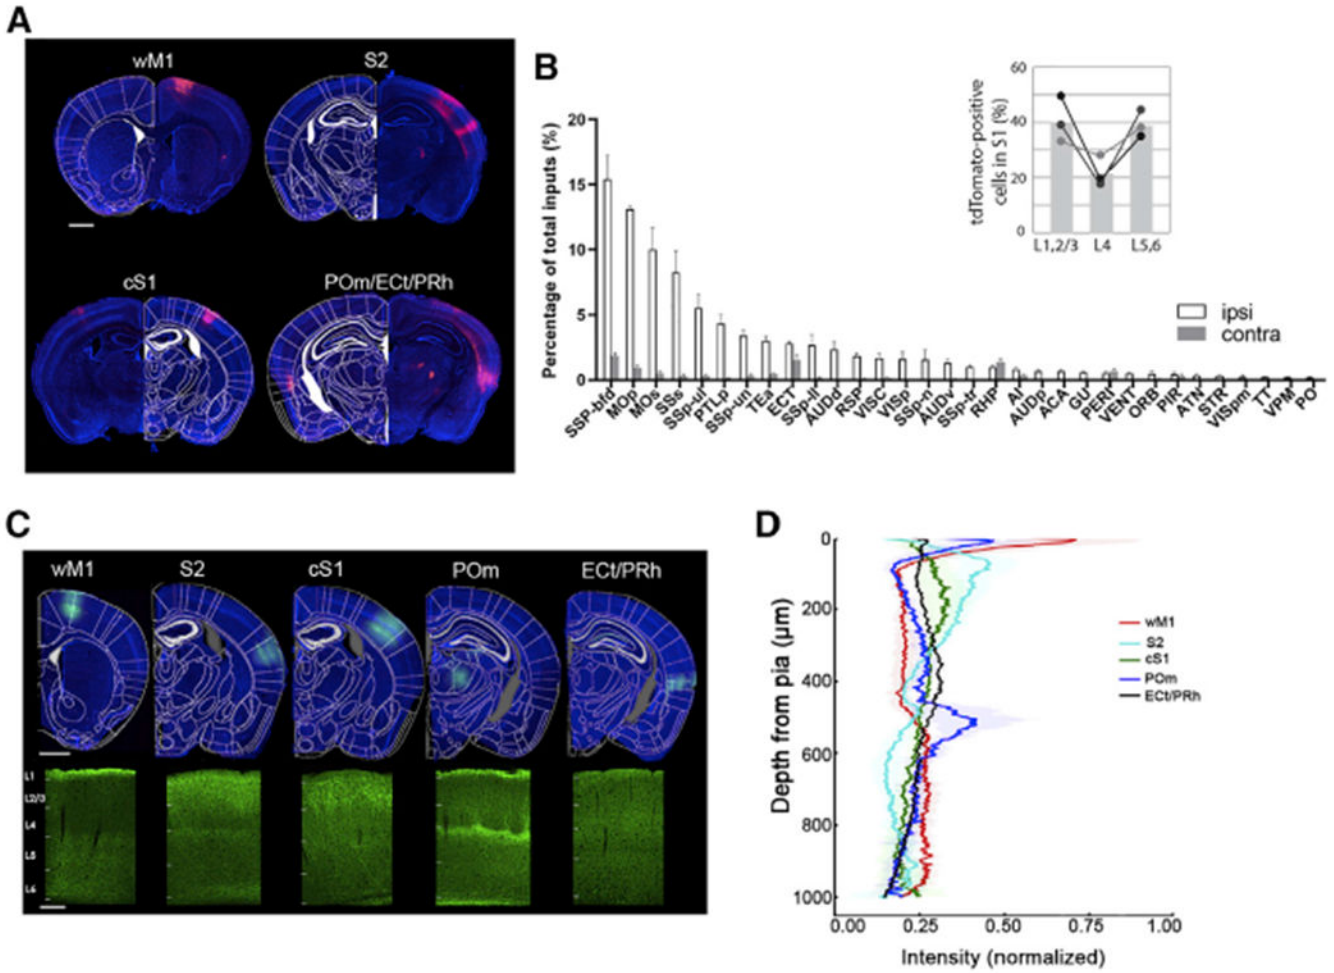 A
wM1
S2
cS1
POm/ECt/PRh
B
Percentage of total inputs (%)
20
15
10
5
0
SSP-bfd
MOp
MOs
SSs
SSp-ul
PTLp
SSp-un
TEa
ECT
SSp-ll
AUDd
RSP
VISC
VISp
SSp-n
AUDv
SSp-tr
RHP
AI
AUDp
ACA
GU
PERI
VENT
ORB
PIR
ATN
STR
VISpm
TT
VPM
PO
ipsi
contra
tdTomato-positive
cells in S1 (%)
60
40
20
0
L1,2/3 L4 L5,6
C
wM1 S2 cS1 POm ECt/PRh
L1
L2/3
L4
L5
L6
D
Depth from pia (µm)
0
200
400
600
800
1000
0.00 0.25 0.50 0.75 1.00
Intensity (normalized)
wM1
S2
cS1
POm
ECt/PRh